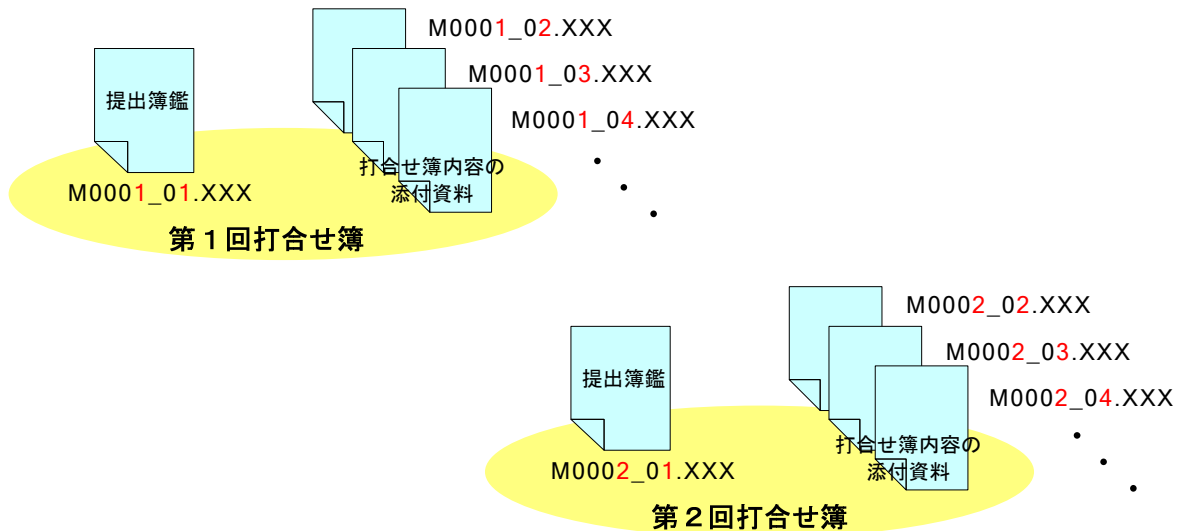 M0001_02.XXX
M0001_03.XXX
M0001_04.XXX
提出簿鑑
打合せ簿内容の
添付資料
M0001_01.XXX
第１回打合せ簿
M0002_02.XXX
M0002_03.XXX
M0002_04.XXX
提出簿鑑
打合せ簿内容の
添付資料
M0002_01.XXX
第２回打合せ簿